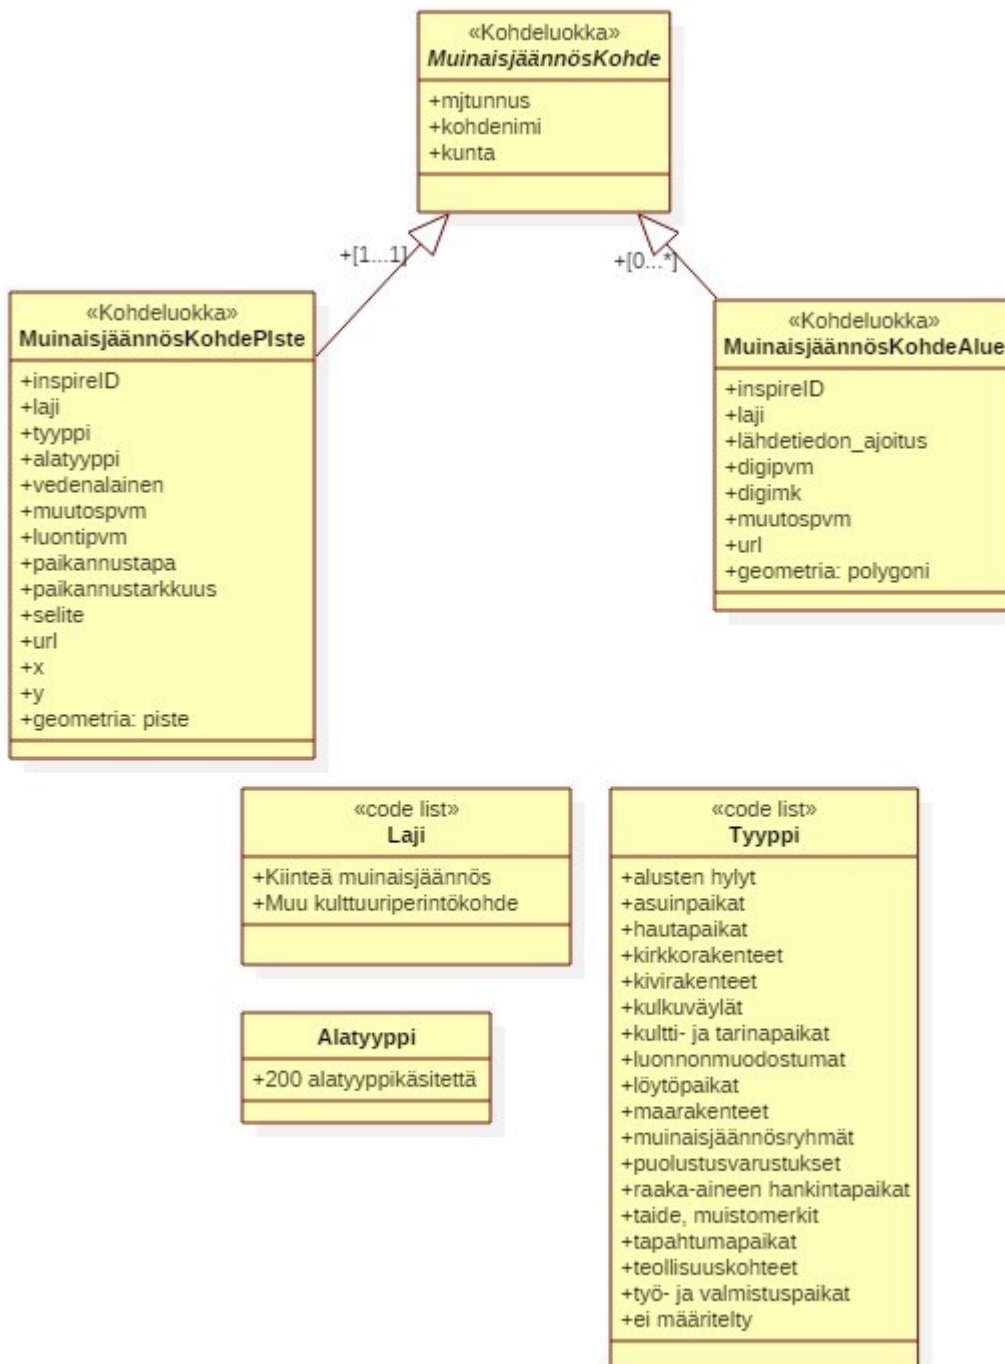 «Kohdeluokka»
MuinaisjäännösKohde
+mjtunnus
+kohdenimi
+kunta
+[1...1]
+[0...*]
«Kohdeluokka»
MuinaisjäännösKohdePIste
+inspireID
+laji
+tyyppi
+alatyyppi
+vedenalainen
+muutospvm
+luontipvm
+paikannustapa
+paikannustarkkuus
+selite
+url
+x
+y
+geometria: piste
«Kohdeluokka»
MuinaisjäännösKohdeAlue
+inspireID
+laji
+lähdetiedon_ajoitus
+digipvm
+digimk
+muutospvm
+url
+geometria: polygoni
«code list»
Laji
+Kiinteä muinaisjäännös
+Muu kulttuuriperintökohde
Alatyyppi
+200 alatyyppikäsitettä
«code list»
Tyyppi
+alusten hylyt
+asuinpaikat
+hautapaikat
+kirkkorakenteet
+kivirakenteet
+kulkuväylät
+kultti- ja tarinapaikat
+luonnonmuodostumat
+löytöpaikat
+maarakenteet
+muinaisjäännösryhmät
+puolustusvarustukset
+raaka-aineen hankintapaikat
+taide, muistomerkit
+tapahtumapaikat
+teollisuuskohteet
+työ- ja valmistuspaikat
+ei määritelty